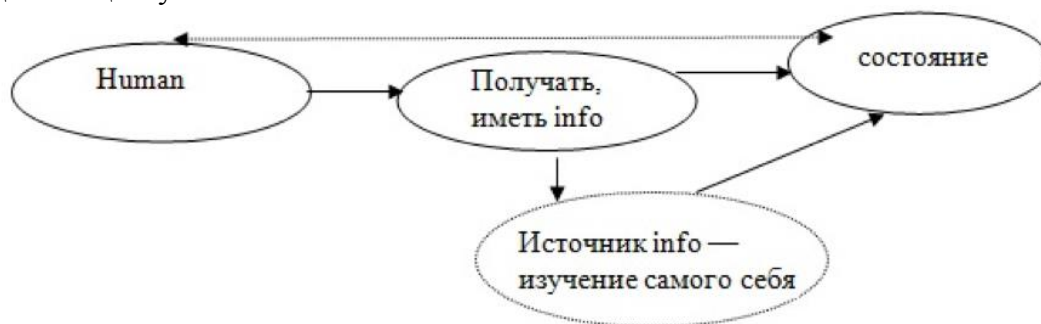 Human
Получать,
иметь info
состояние
Источник info —
изучение самого себя